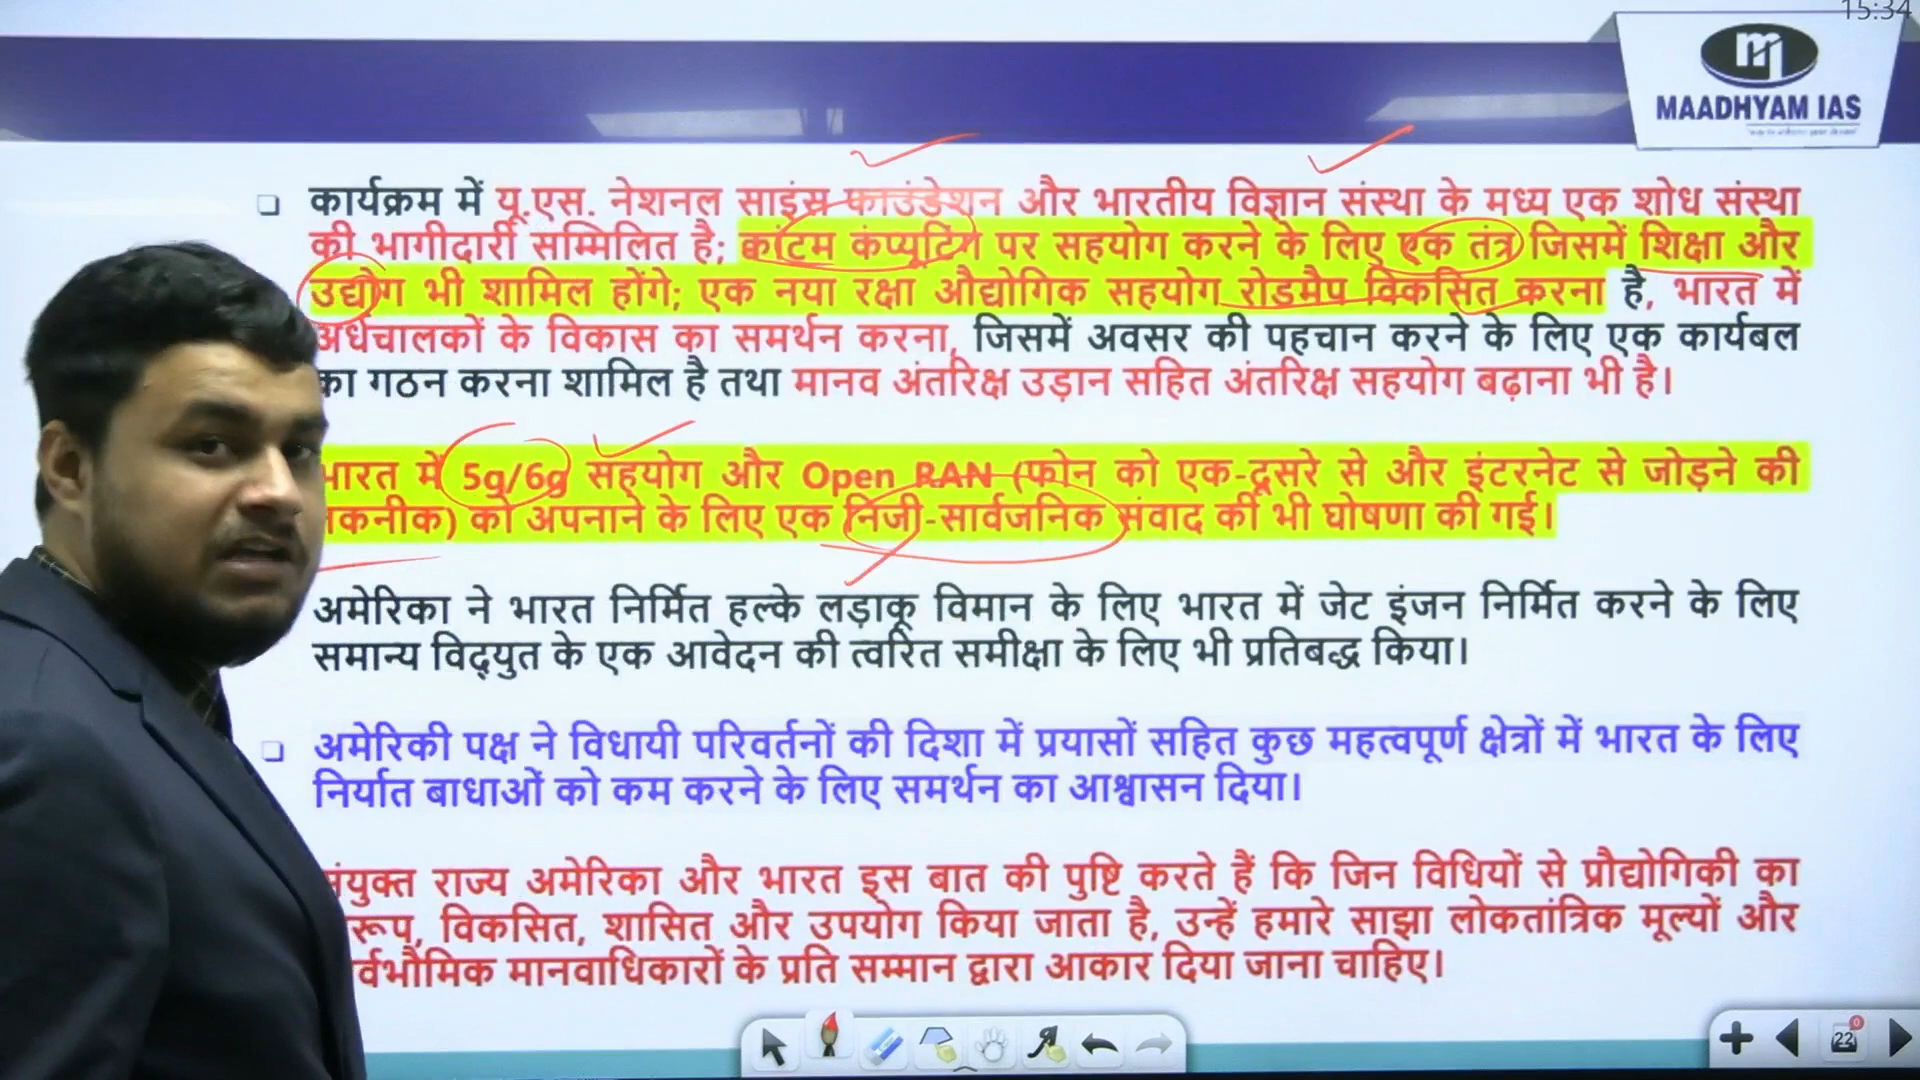 15:34
m
MAADHYAM IAS
कार्यक्रम में यू.एस. नेशनल साइंस फाउंडेशन और भारतीय विज्ञान संस्था के मध्य एक शोध संस्था
की भागीदारी सम्मिलित है; क्वांटम कंप्यूटिंग पर सहयोग करने के लिए एक तंत्र जिसमें शिक्षा और
उद्योग भी शामिल होंगे; एक नया रक्षा औद्योगिक सहयोग रोडमैप विकसित करना है, भारत में
अर्धचालकों के विकास का समर्थन करना, जिसमें अवसर की पहचान करने के लिए एक कार्यबल
का गठन करना शामिल है तथा मानव अंतरिक्ष उड़ान सहित अंतरिक्ष सहयोग बढ़ाना भी है।
भारत में 5g/6g सहयोग और Open RAN (फोन को एक-दूसरे से और इंटरनेट से जोड़ने की
तकनीक) को अपनाने के लिए एक निजी-सार्वजनिक संवाद की भी घोषणा की गई।
अमेरिका ने भारत निर्मित हल्के लड़ाकू विमान के लिए भारत में जेट इंजन निर्मित करने के लिए
समान्य विद्युत के एक आवेदन की त्वरित समीक्षा के लिए भी प्रतिबद्ध किया।
अमेरिकी पक्ष ने विधायी परिवर्तनों की दिशा में प्रयासों सहित कुछ महत्वपूर्ण क्षेत्रों में भारत के लिए
निर्यात बाधाओं को कम करने के लिए समर्थन का आश्वासन दिया।
संयुक्त राज्य अमेरिका और भारत इस बात की पुष्टि करते हैं कि जिन विधियों से प्रौद्योगिकी का
रूप, विकसित, शासित और उपयोग किया जाता है, उन्हें हमारे साझा लोकतांत्रिक मूल्यों और
र्वभौमिक मानवाधिकारों के प्रति सम्मान द्वारा आकार दिया जाना चाहिए।
22
0